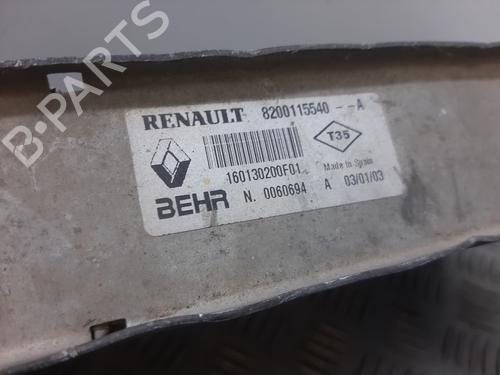 B-PARTS
RENAULT 8200115540--A
T35
160130200F01
Made in Spain
BEHR N. 0060694 A 03/01/03